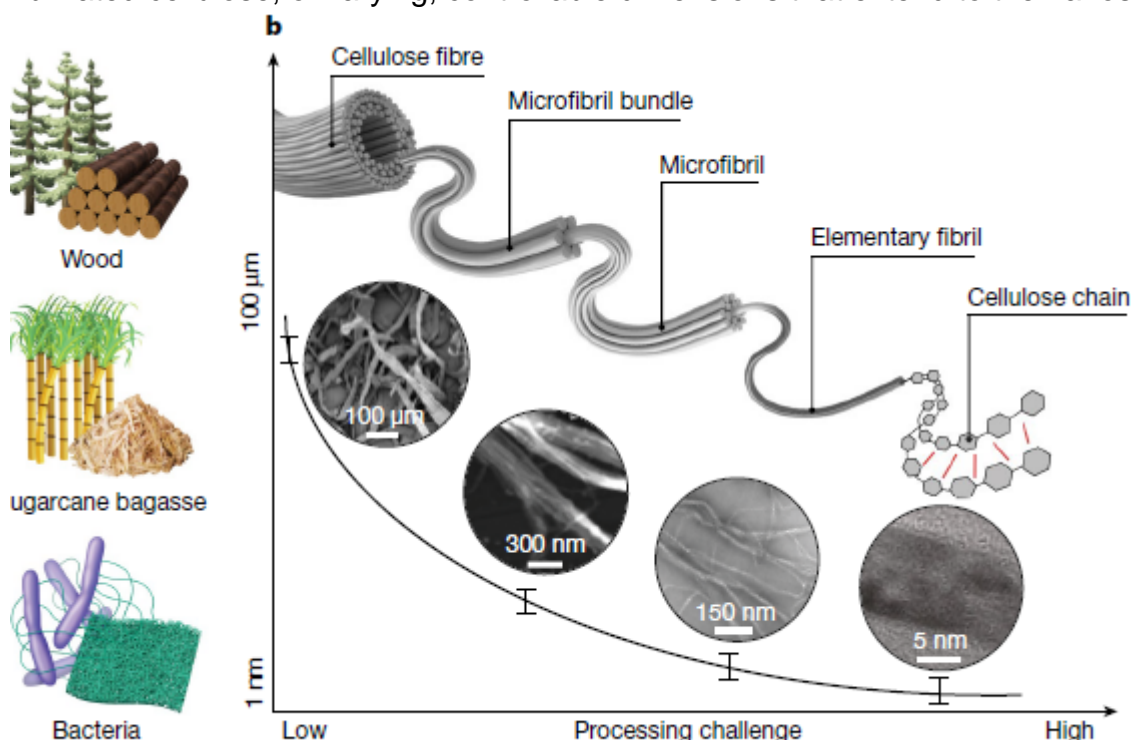 b
Cellulose fibre
Microfibril bundle
Microfibril
Elementary fibril
Cellulose chain
Wood
ugarcane bagasse
Bacteria
100 μm
1 nm
100 μm
300 nm
150 nm
5 nm
Low
Processing challenge
High